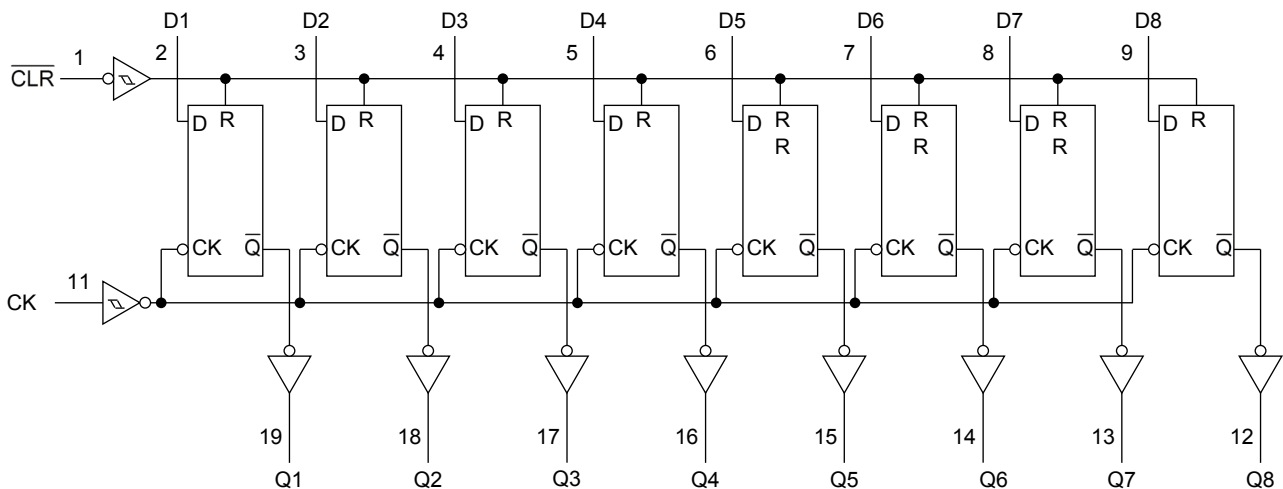 D1 D2 D3 D4 D5 D6 D7 D8
1 2 3 4 5 6 7 8 9
C̅L̅R̅
D R D R D R D R D R D R D R D R
R R R
CK Q̅ CK Q̅ CK Q̅ CK Q̅ CK Q̅ CK Q̅ CK Q̅ CK Q̅
11
CK
19 18 17 16 15 14 13 12
Q1 Q2 Q3 Q4 Q5 Q6 Q7 Q8